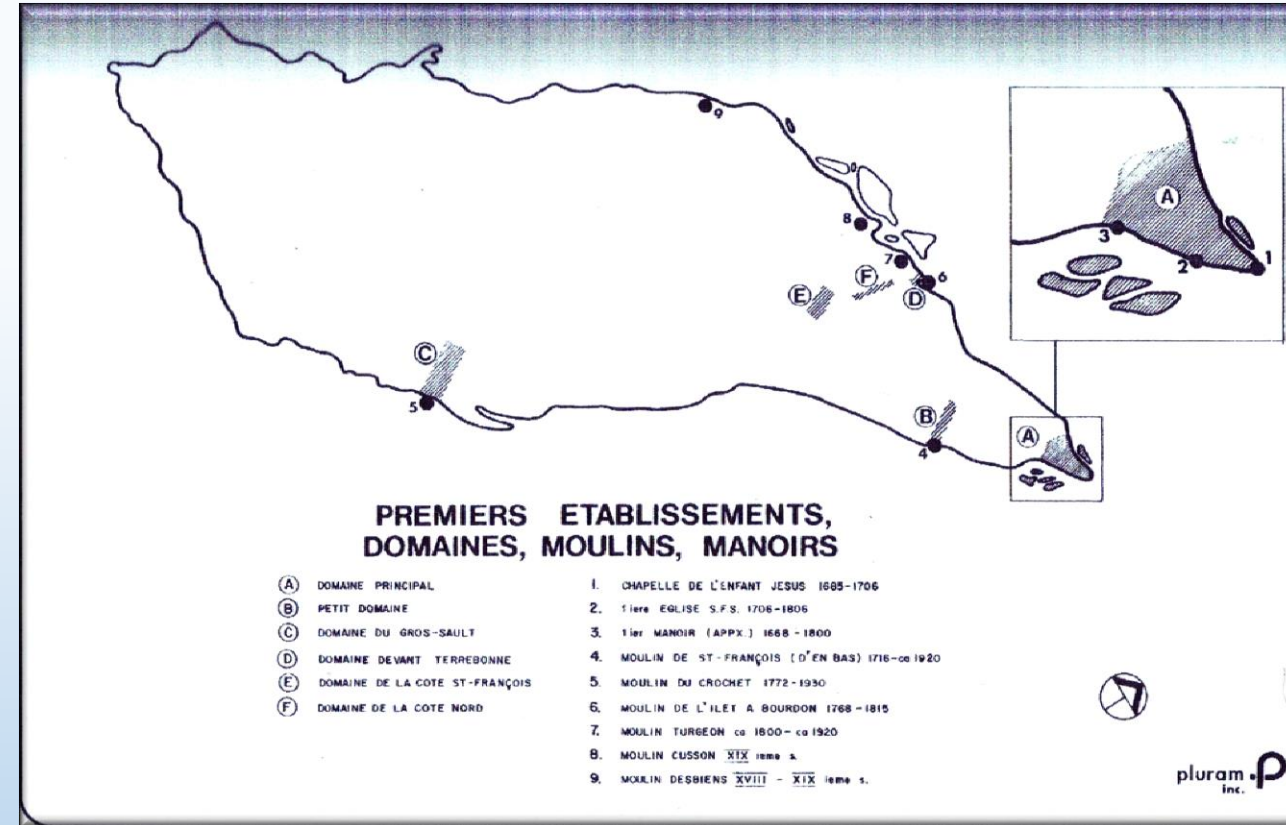 9
8
7
F
6
E
D
C
5
B
4
A
A
3
2
1
PREMIERS ETABLISSEMENTS,
DOMAINES, MOULINS, MANOIRS
A DOMAINE PRINCIPAL
B PETIT DOMAINE
C DOMAINE DU GROS-SAULT
D DOMAINE DEVANT TERREBONNE
E DOMAINE DE LA COTE ST-FRANÇOIS
F DOMAINE DE LA COTE NORD
1. CHAPELLE DE L'ENFANT JESUS 1685-1706
2. 1iere EGLISE S.F.S. 1706-1806
3. 1ier MANOIR (APPX.) 1668-1800
4. MOULIN DE ST-FRANÇOIS (D'EN BAS) 1716-ca 1920
5. MOULIN DU CROCHET 1772-1930
6. MOULIN DE L'ILET A BOURDON 1768-1815
7. MOULIN TURGEON ca 1800-ca 1920
8. MOULIN CUSSON XIX ieme s.
9. MOULIN DESBIENS XVIII - XIX ieme s.
pluram
inc.